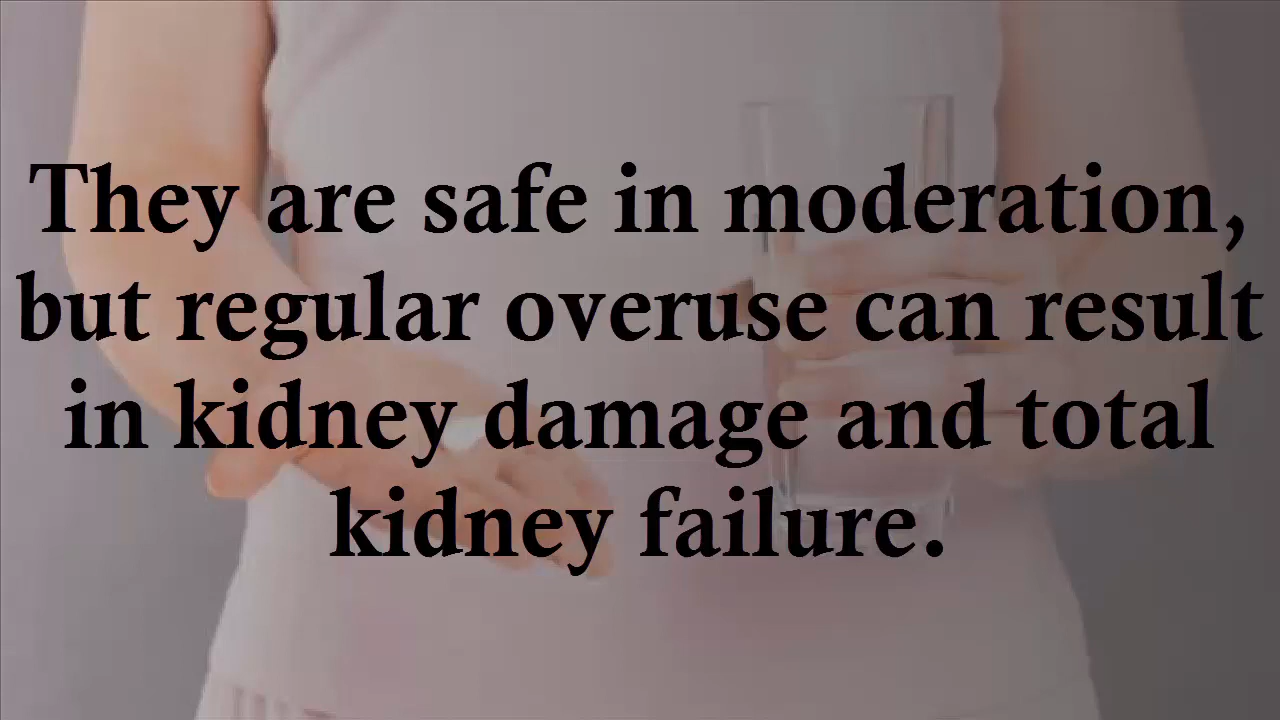 They are safe in moderation,
but regular overuse can result
in kidney damage and total
kidney failure.